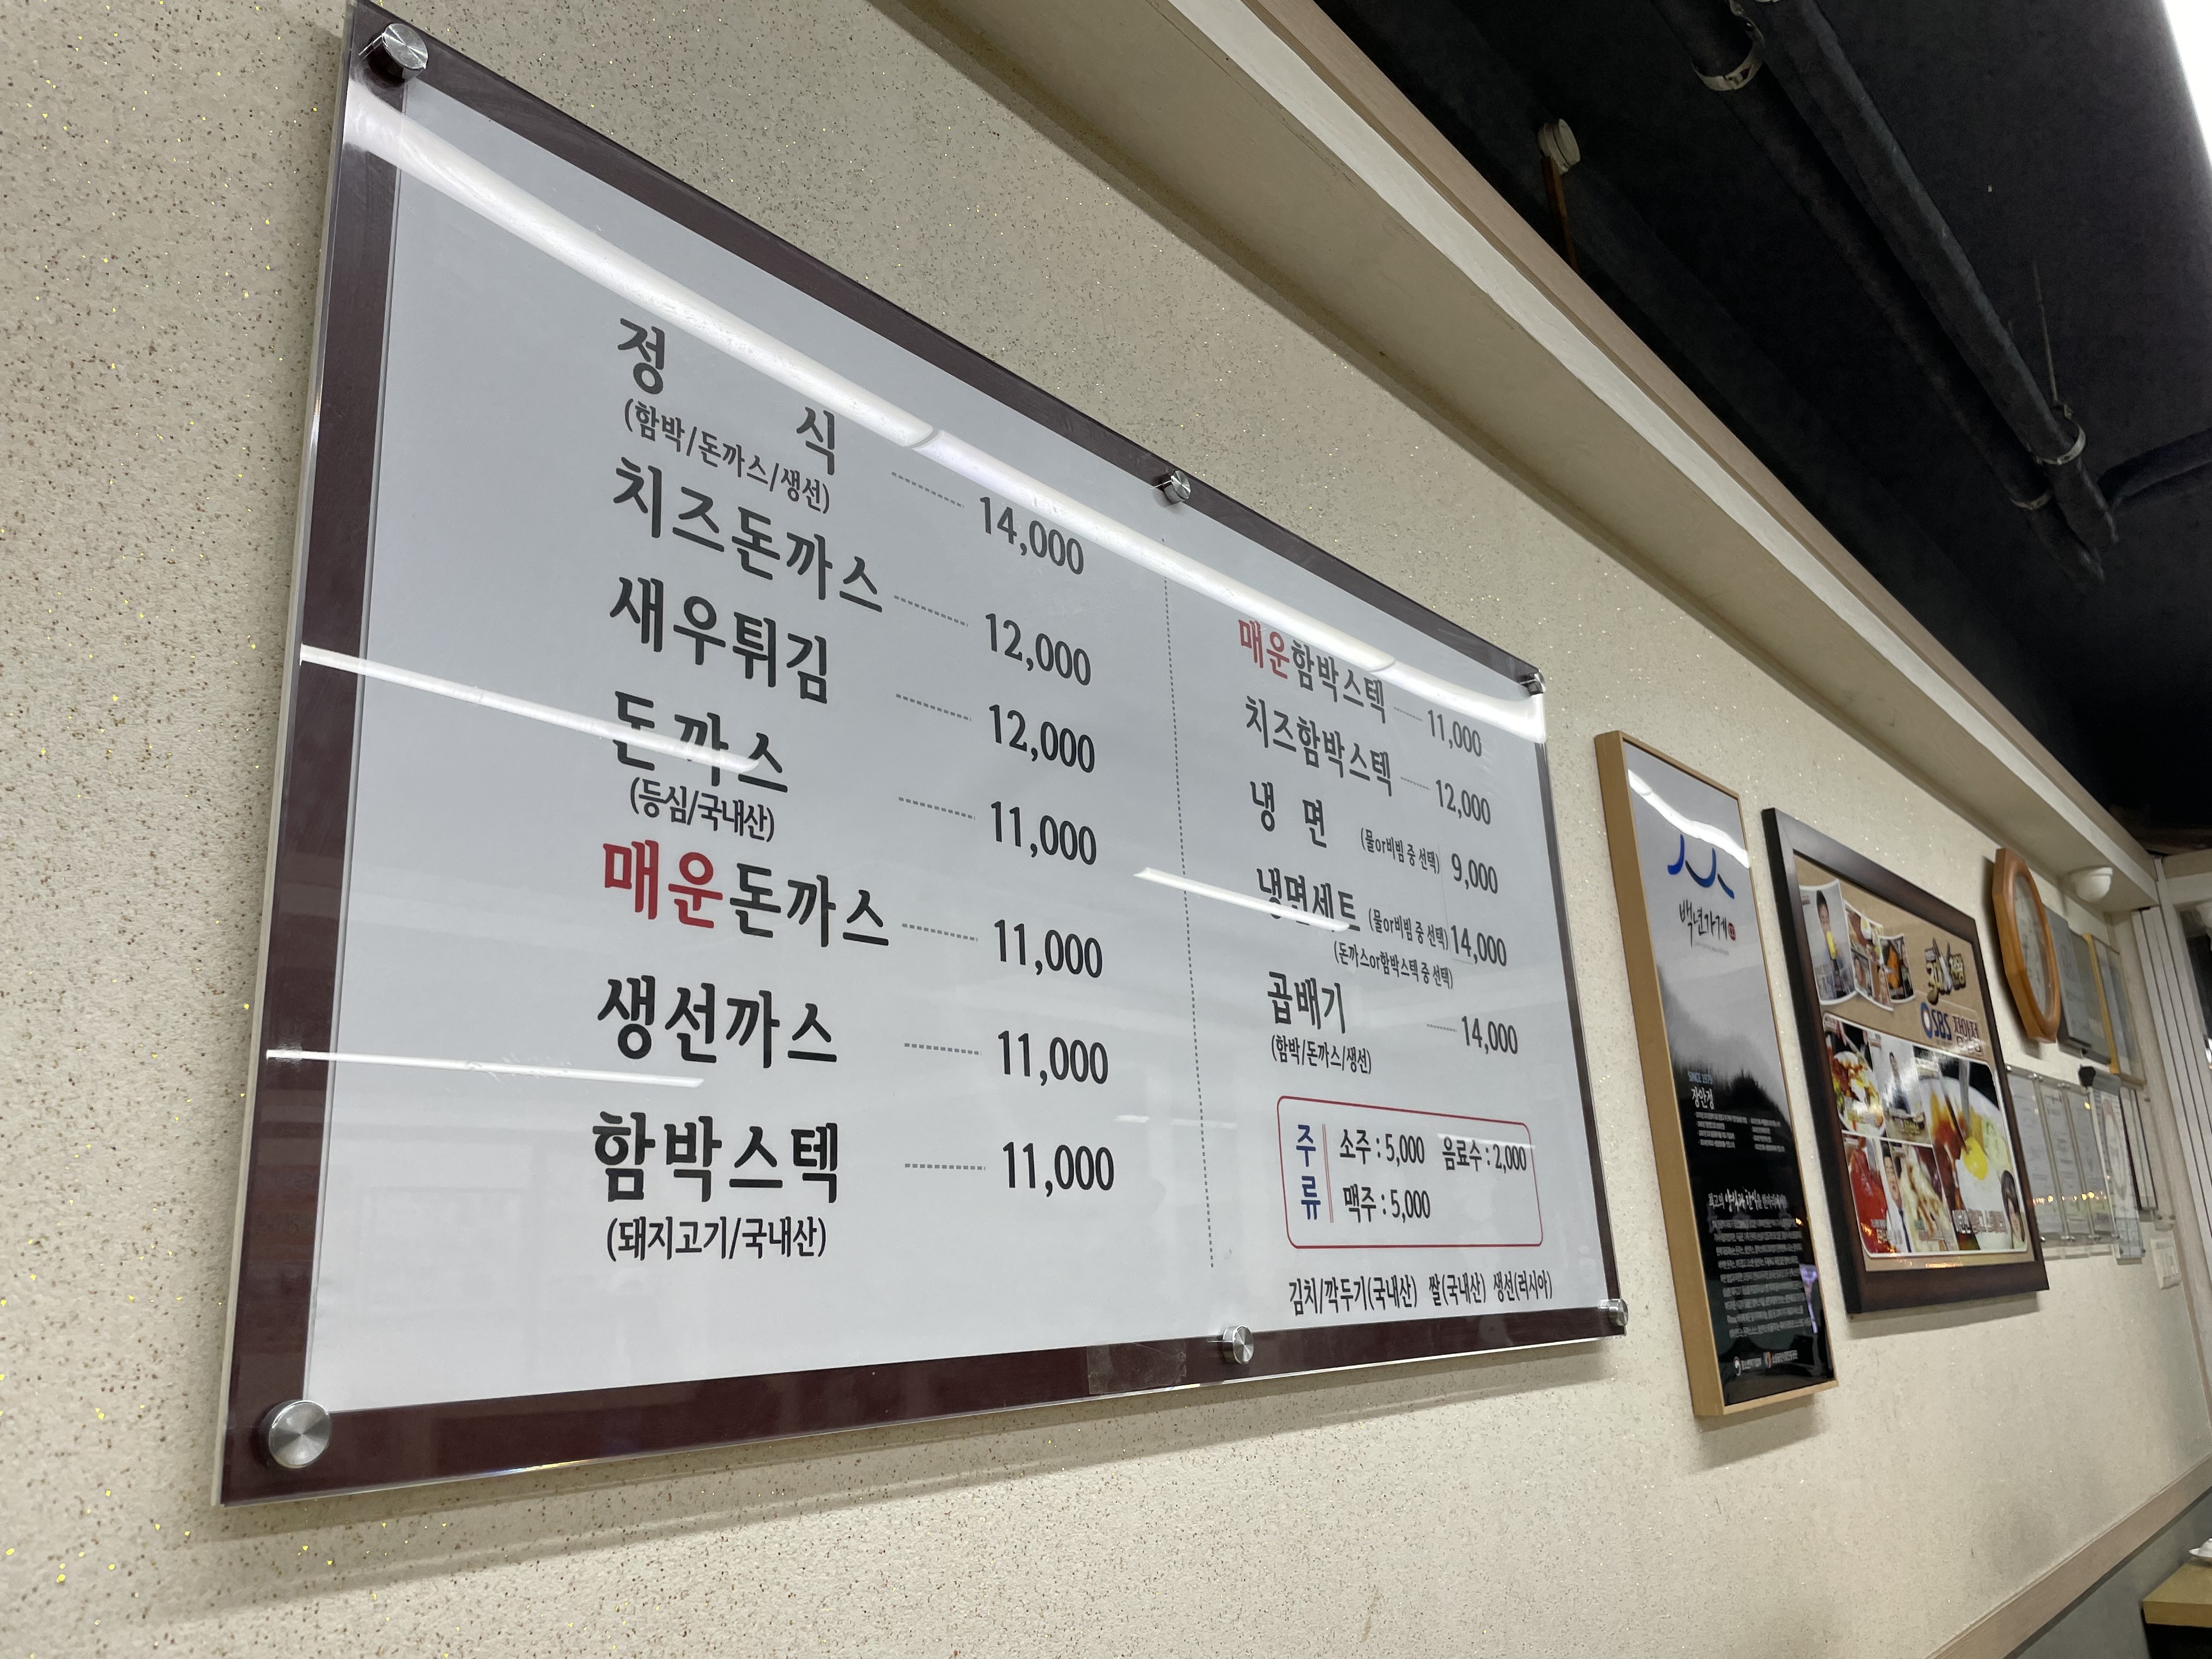 정 식 14,000
(함박/돈까스/생선)
치즈돈까스 12,000
새우튀김 12,000
돈까스 11,000
(등심/국내산)
매운돈까스 11,000
생선까스 11,000
함박스텍 11,000
(돼지고기/국내산)
매운함박스텍 11,000
치즈함박스텍 12,000
냉 면 (물or비빔 중 선택) 9,000
냉면세트 (물or비빔 중 선택) 14,000
(돈까스or함박스텍 중 선택)
곱배기 14,000
(함박/돈까스/생선)
주류
소주 : 5,000 음료수 : 2,000
맥주 : 5,000
김치/깍두기(국내산) 쌀(국내산) 생선(러시아)
백년가게
SINCE 1975
SBS